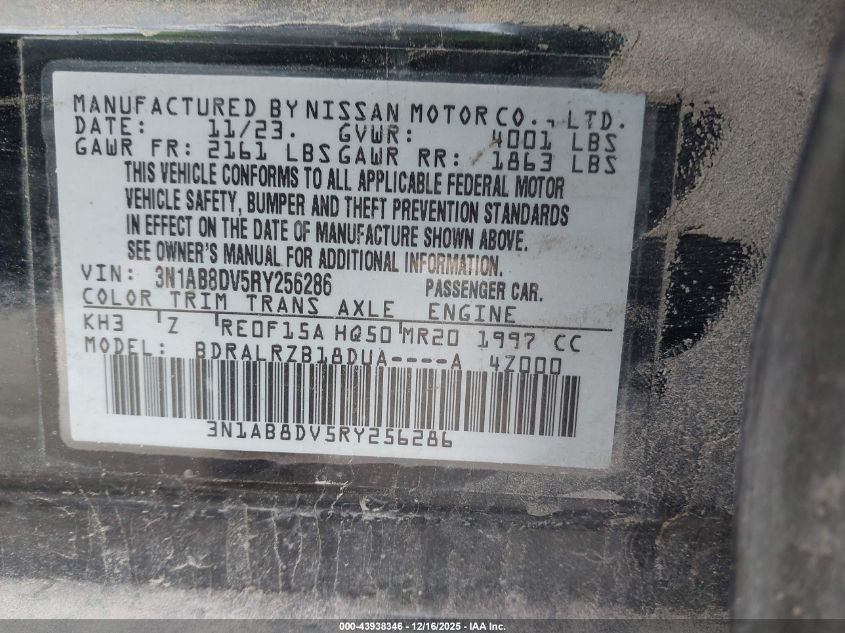 MANUFACTURED BY NISSAN MOTOR CO., LTD.
DATE: 11/23. GVWR: 4001 LBS
GAWR FR: 2161 LBS GAWR RR: 1863 LBS
THIS VEHICLE CONFORMS TO ALL APPLICABLE FEDERAL MOTOR
VEHICLE SAFETY, BUMPER AND THEFT PREVENTION STANDARDS
IN EFFECT ON THE DATE OF MANUFACTURE SHOWN ABOVE.
SEE OWNER'S MANUAL FOR ADDITIONAL INFORMATION.
VIN: 3N1AB8DV5RY256286 PASSENGER CAR.
COLOR TRIM TRANS AXLE ENGINE
KH3 Z RE0F15A HQ50 MR20 1997 CC
MODEL: BDRALRZB18DUA----A 4Z000
3N1AB8DV5RY256286
000-43938346 - 12/16/2025 - IAA Inc.